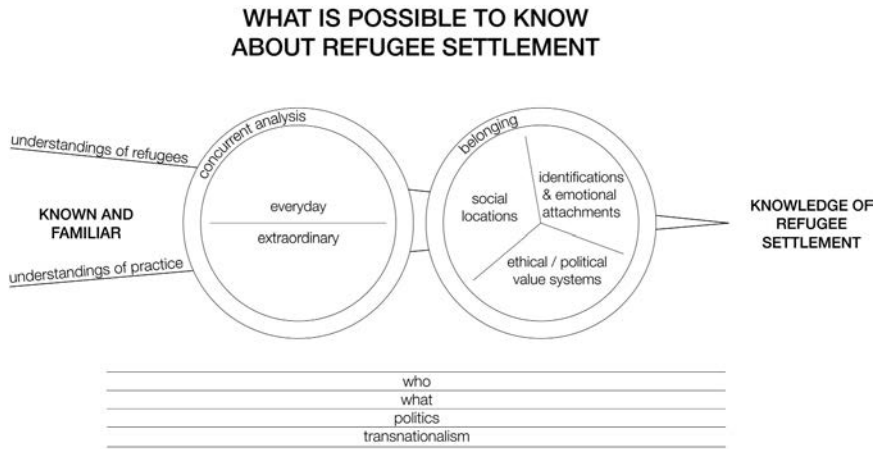 WHAT IS POSSIBLE TO KNOW
ABOUT REFUGEE SETTLEMENT
understandings of refugees
KNOWN AND
FAMILIAR
understandings of practice
concurrent analysis
everyday
extraordinary
belonging
social
locations
identifications
& emotional
attachments
ethical / political
value systems
KNOWLEDGE OF
REFUGEE
SETTLEMENT
who
what
politics
transnationalism